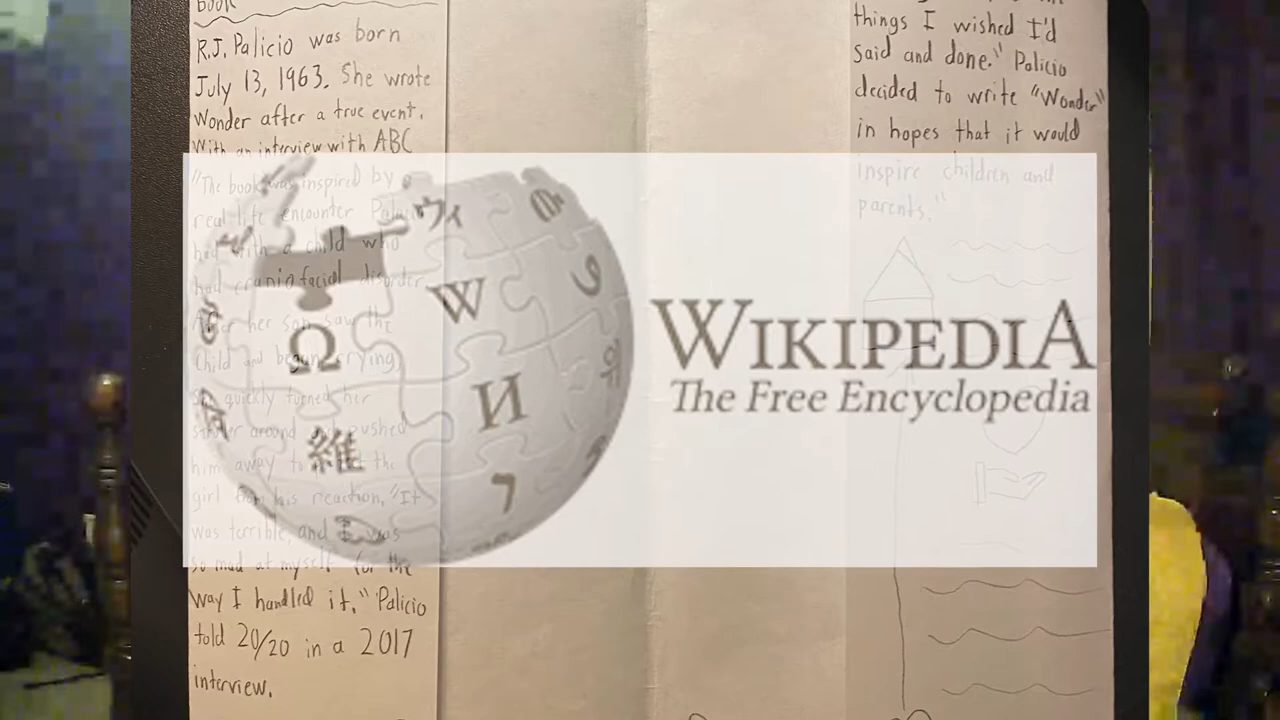 book
R.J. Palicio was born
July 13, 1963. She wrote
Wonder after a true event.
With an interview with ABC
"The book was inspired by
real-life encounter Palicio
had with a child who
had craniofacial disorder
After her son saw the
child and began crying,
she quickly turned her
stroller around and pushed
him away to the
girl from his reaction, "It
was terrible, and I was
so mad at myself for the
way I handled it," Palicio
told 20/20 in a 2017
interview.
things I wished I'd
said and done." Palicio
decided to write "Wonder"
in hopes that it would
inspire children and
parents."
ウィ
W
Ω
И
維
WIKIPEDIA
The Free Encyclopedia